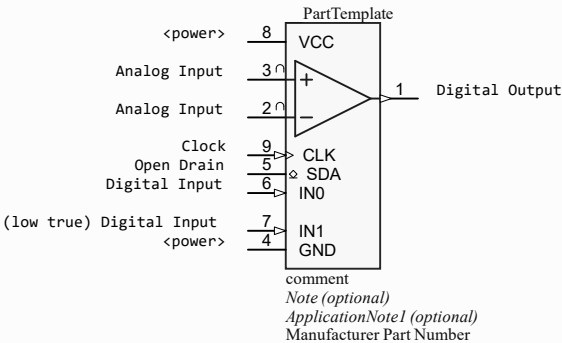 PartTemplate
<power> 8 VCC
Analog Input 3 +
1 Digital Output
Analog Input 2 −
Clock 9 CLK
Open Drain 5 SDA
Digital Input 6 IN0
(low true) Digital Input 7 IN1
<power> 4 GND
comment
Note (optional)
ApplicationNote1 (optional)
Manufacturer Part Number